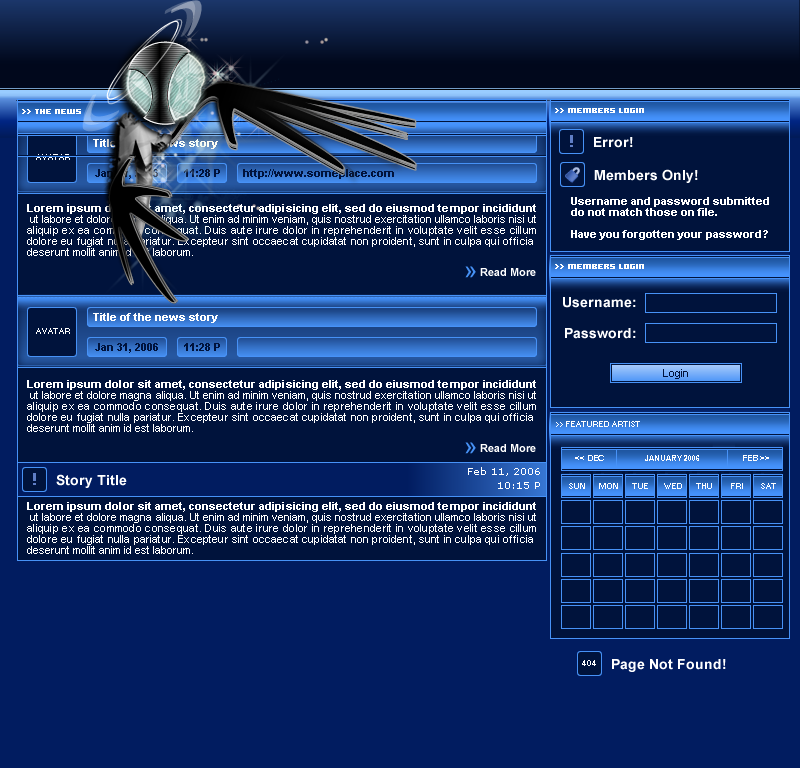 >> THE NEWS
AVATAR
Titl ws story
Jan 11:28 P http://www.someplace.com
Lorem ipsum amet, consectetur adipisicing elit, sed do eiusmod tempor incididunt
ut labore et dolor aliqua. Ut enim ad minim veniam, quis nostrud exercitation ullamco laboris nisi ut
aliquip ex ea com consequat. Duis aute irure dolor in reprehenderit in voluptate velit esse cillum
dolore eu fugiat nu pariatur. Excepteur sint occaecat cupidatat non proident, sunt in culpa qui officia
deserunt mollit anim id est laborum.
Read More
AVATAR
Title of the news story
Jan 31, 2006 11:28 P
Lorem ipsum dolor sit amet, consectetur adipisicing elit, sed do eiusmod tempor incididunt
ut labore et dolore magna aliqua. Ut enim ad minim veniam, quis nostrud exercitation ullamco laboris nisi ut
aliquip ex ea commodo consequat. Duis aute irure dolor in reprehenderit in voluptate velit esse cillum
dolore eu fugiat nulla pariatur. Excepteur sint occaecat cupidatat non proident, sunt in culpa qui officia
deserunt mollit anim id est laborum.
Read More
! Story Title
Feb 11, 2006
10:15 P
Lorem ipsum dolor sit amet, consectetur adipisicing elit, sed do eiusmod tempor incididunt
ut labore et dolore magna aliqua. Ut enim ad minim veniam, quis nostrud exercitation ullamco laboris nisi ut
aliquip ex ea commodo consequat. Duis aute irure dolor in reprehenderit in voluptate velit esse cillum
dolore eu fugiat nulla pariatur. Excepteur sint occaecat cupidatat non proident, sunt in culpa qui officia
deserunt mollit anim id est laborum.
>> MEMBERS LOGIN
! Error!
Members Only!
Username and password submitted
do not match those on file.
Have you forgotten your password?
>> MEMBERS LOGIN
Username:
Password:
Login
>> FEATURED ARTIST
<< DEC JANUARY 2006 FEB >>
SUN MON TUE WED THU FRI SAT
404 Page Not Found!